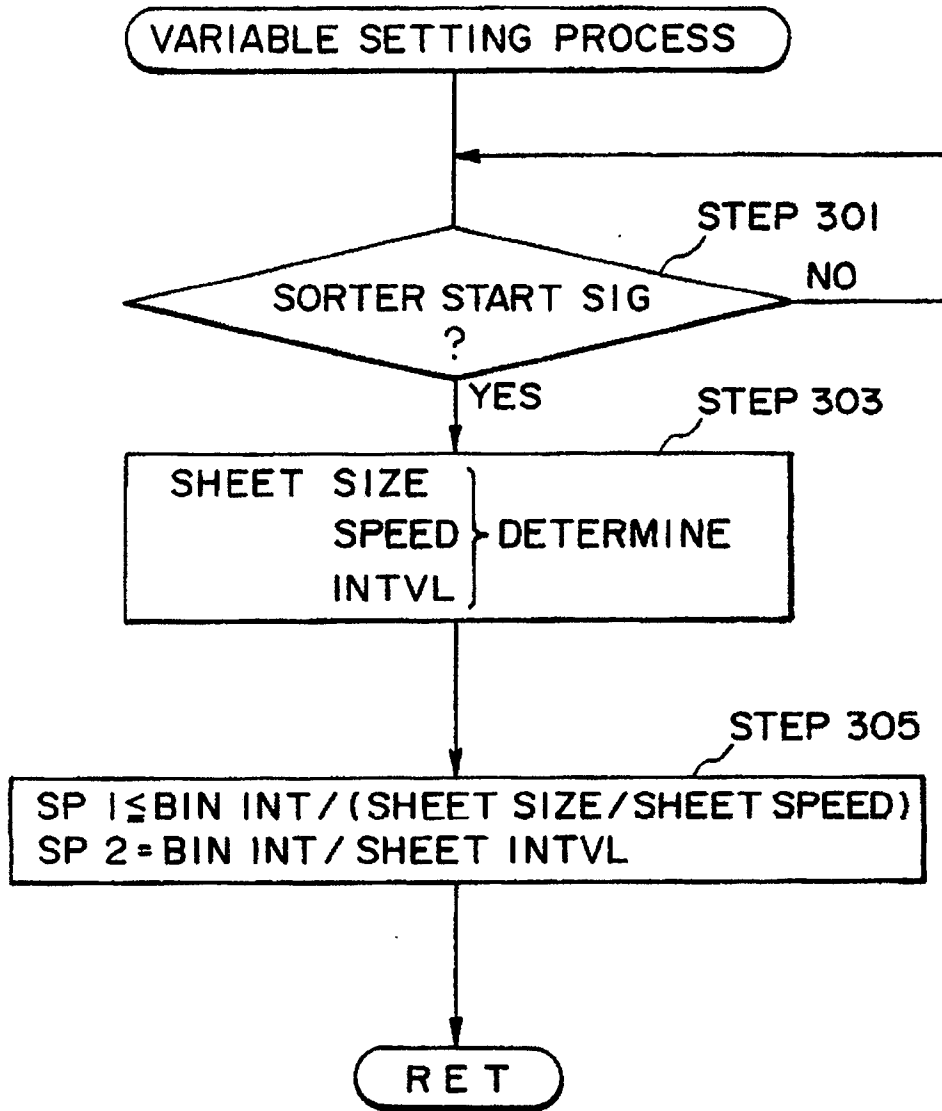 VARIABLE SETTING PROCESS
STEP 301
SORTER START SIG
?
NO
YES
STEP 303
SHEET SIZE
SPEED } DETERMINE
INTVL
STEP 305
SP 1≦BIN INT/(SHEET SIZE/SHEET SPEED)
SP 2=BIN INT/SHEET INTVL
RET